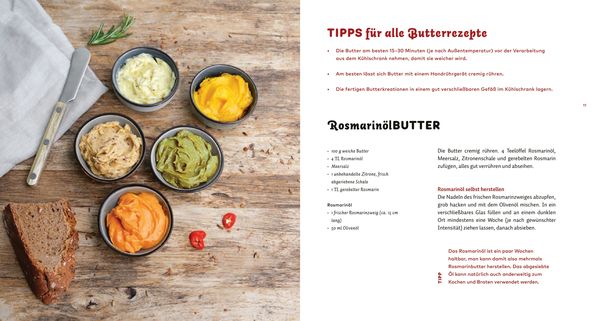 TIPPS für alle Butterrezepte
• Die Butter am besten 15–30 Minuten (je nach Außentemperatur) vor der Verarbeitung
aus dem Kühlschrank nehmen, damit sie weicher wird.
• Am besten lässt sich Butter mit einem Handrührgerät cremig rühren.
• Die fertigen Butterkreationen in einem gut verschließbaren Gefäß im Kühlschrank lagern.
RosmarinölBUTTER
– 100 g weiche Butter
– 4 TL Rosmarinöl
– Meersalz
– 1 unbehandelte Zitrone, frisch
abgeriebene Schale
– 1 TL gerebelter Rosmarin
Rosmarinöl
– 1 frischer Rosmarinzweig (ca. 15 cm
lang)
– 50 ml Olivenöl
Die Butter cremig rühren. 4 Teelöffel Rosmarinöl,
Meersalz, Zitronenschale und gerebelten Rosmarin
zufügen, alles gut verrühren und abseihen.
Rosmarinöl selbst herstellen
Die Nadeln des frischen Rosmarinzweiges abzupfen,
grob hacken und mit dem Olivenöl mischen. In ein
verschließbares Glas füllen und an einem dunklen
Ort mindestens eine Woche (je nach gewünschter
Intensität) ziehen lassen, danach abseihen.
TIPP
Das Rosmarinöl ist ein paar Wochen
haltbar, man kann damit also mehrmals
Rosmarinbutter herstellen. Das abgeseihte
Öl kann natürlich auch anderweitig zum
Kochen und Braten verwendet werden.